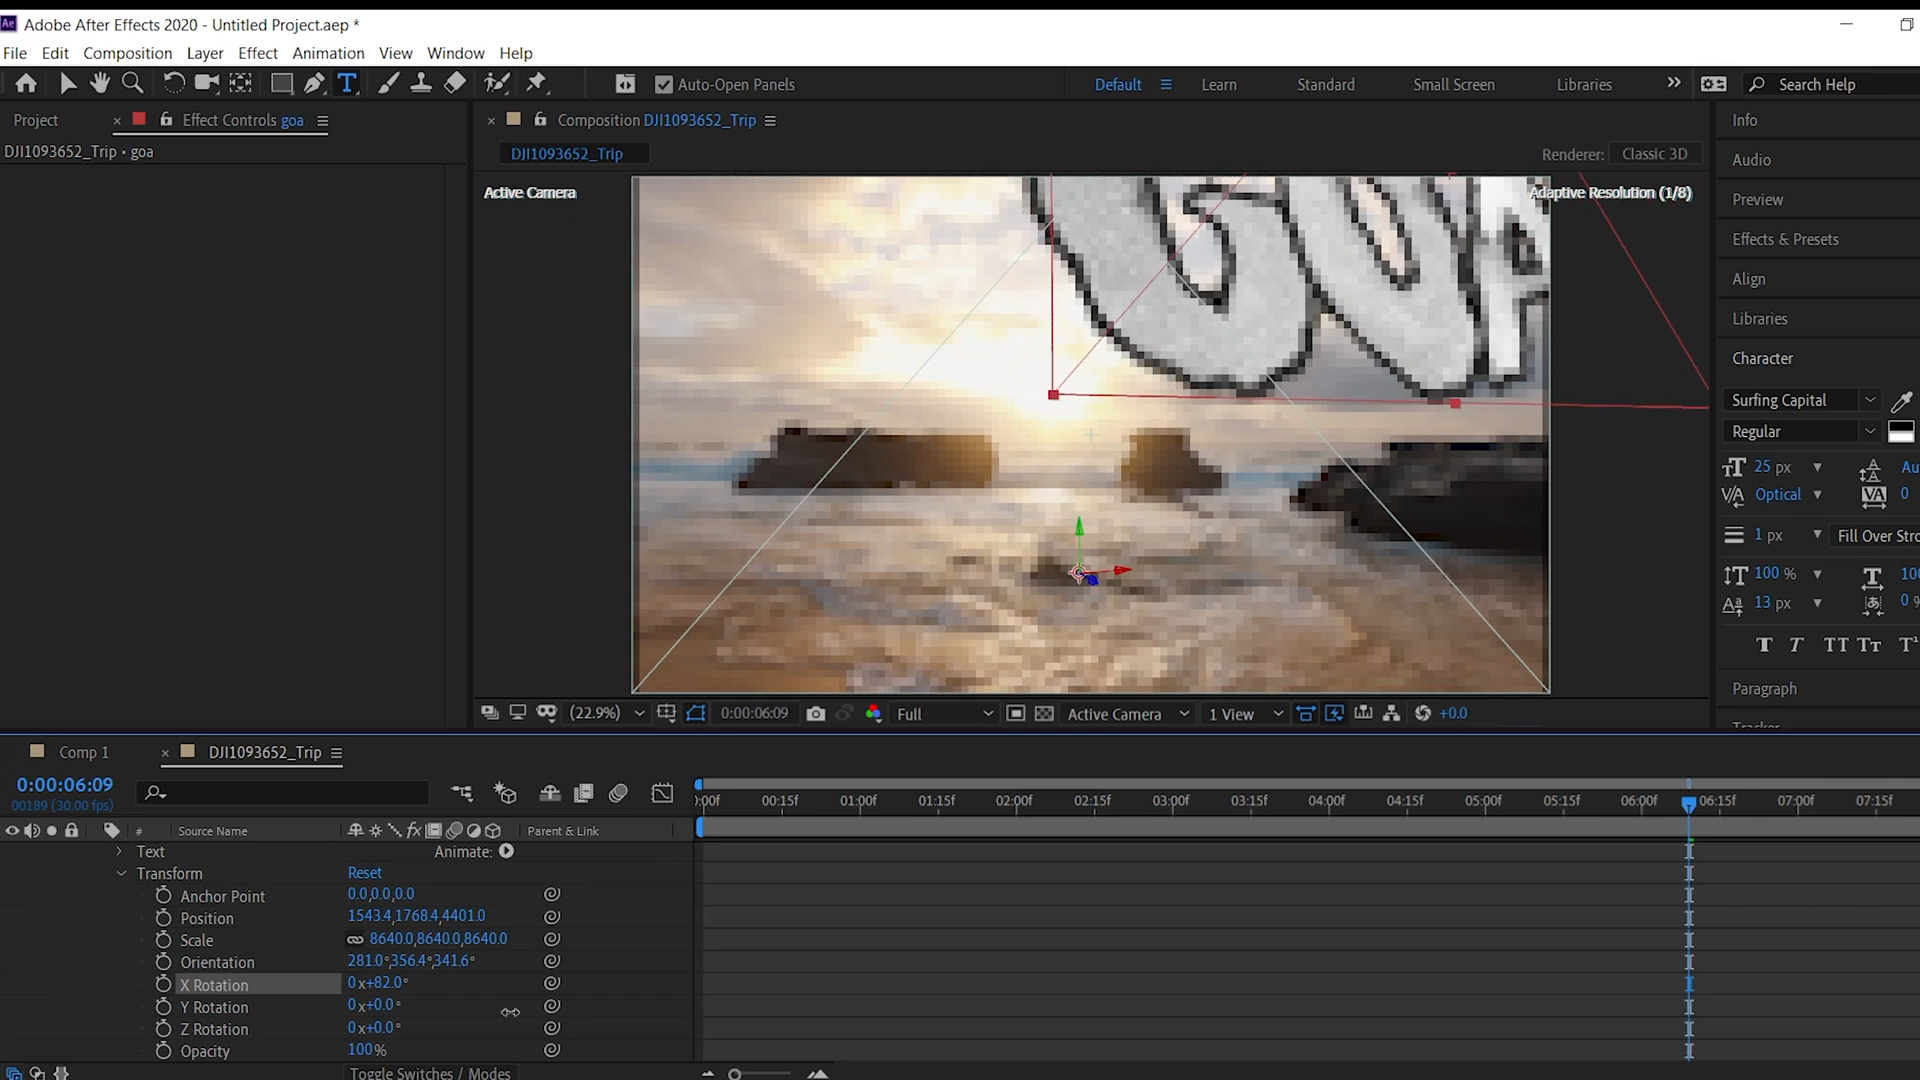 Ae Adobe After Effects 2020 - Untitled Project.aep *
File Edit Composition Layer Effect Animation View Window Help
T Auto-Open Panels Default Learn Standard Small Screen Libraries Search Help
Project × Effect Controls goa × Composition DJI1093652_Trip Info
DJI1093652_Trip • goa DJI1093652_Trip Renderer: Classic 3D Audio
Active Camera Adaptive Resolution (1/8) Preview
Effects & Presets
Align
Libraries
Character
Surfing Capital
Regular
25 px Au
Optical 0
1 px Fill Over Stro
100 % 100
13 px 0 %
T T TT Tt T¹
Paragraph
(22.9%) 0:00:06:09 Full Active Camera 1 View +0.0
Tracker
Comp 1 × DJI1093652_Trip
0:00:06:09
00189 (30.00 fps)
):00f 00:15f 01:00f 01:15f 02:00f 02:15f 03:00f 03:15f 04:00f 04:15f 05:00f 05:15f 06:00f 06:15f 07:00f 07:15f
# Source Name fx Parent & Link
Text Animate:
Transform Reset
Anchor Point 0.0,0.0,0.0
Position 1543.4,1768.4,4401.0
Scale 8640.0,8640.0,8640.0
Orientation 281.0°,356.4°,341.6°
X Rotation 0x+82.0°
Y Rotation 0x+0.0°
Z Rotation 0x+0.0°
Opacity 100%
Toggle Switches / Modes